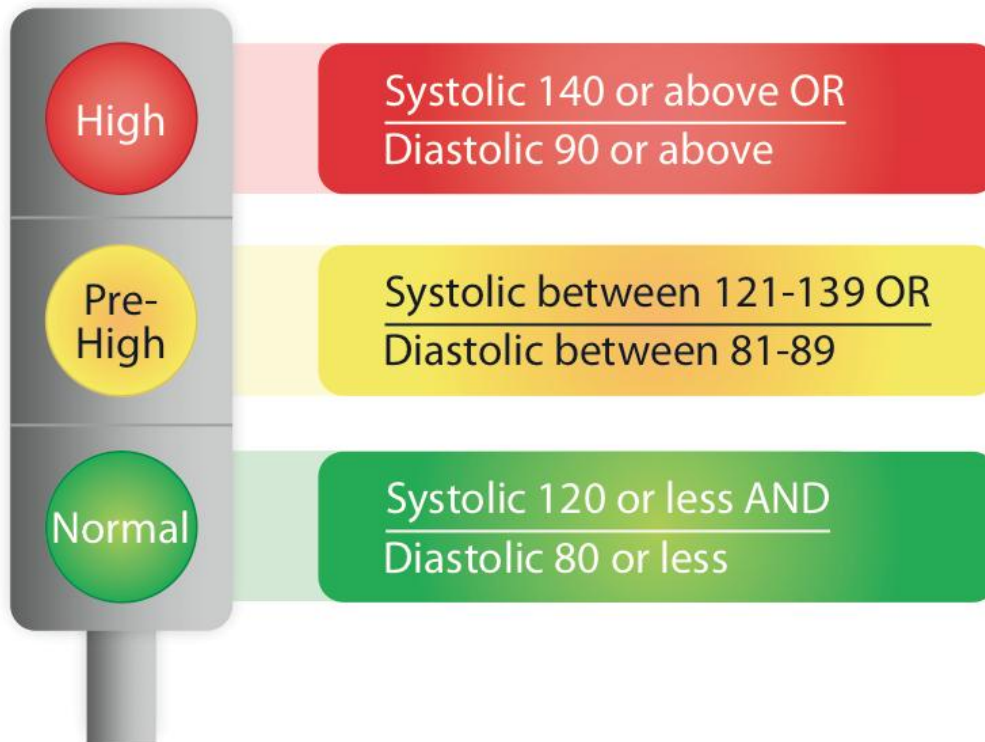 High
Systolic 140 or above OR
Diastolic 90 or above
Pre-
High
Systolic between 121-139 OR
Diastolic between 81-89
Normal
Systolic 120 or less AND
Diastolic 80 or less